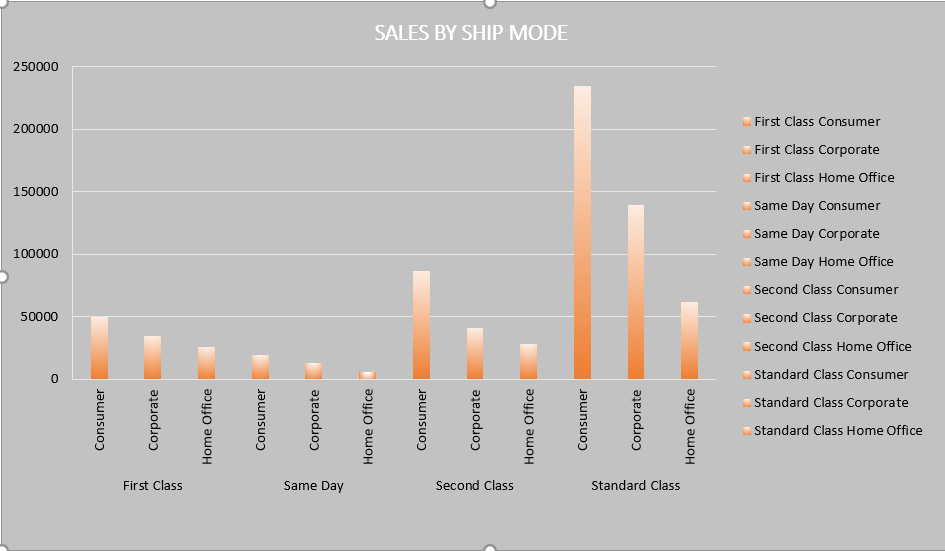 SALES BY SHIP MODE
250000
200000
150000
100000
50000
0
Consumer
Corporate
Home Office
Consumer
Corporate
Home Office
Consumer
Corporate
Home Office
Consumer
Corporate
Home Office
First Class
Same Day
Second Class
Standard Class
First Class Consumer
First Class Corporate
First Class Home Office
Same Day Consumer
Same Day Corporate
Same Day Home Office
Second Class Consumer
Second Class Corporate
Second Class Home Office
Standard Class Consumer
Standard Class Corporate
Standard Class Home Office